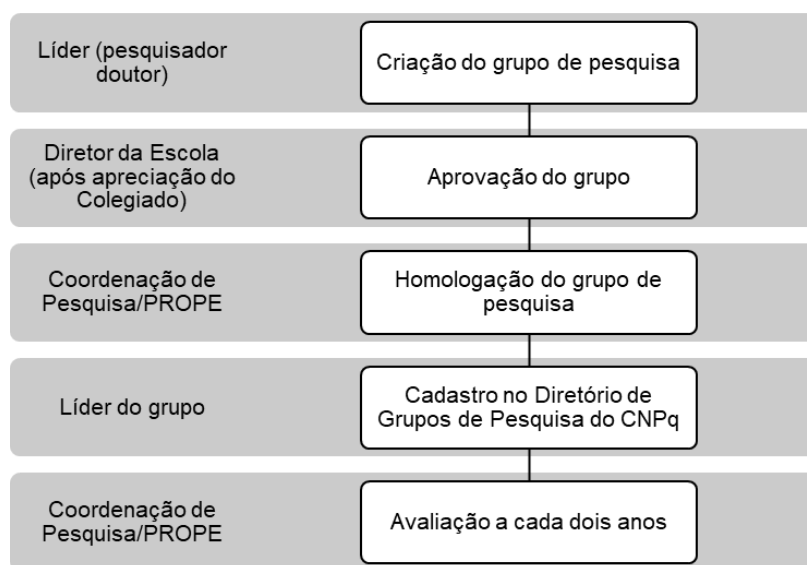 Líder (pesquisador
doutor)
Criação do grupo de pesquisa
Diretor da Escola
(após apreciação do
Colegiado)
Aprovação do grupo
Coordenação de
Pesquisa/PROPE
Homologação do grupo de
pesquisa
Líder do grupo
Cadastro no Diretório de
Grupos de Pesquisa do CNPq
Coordenação de
Pesquisa/PROPE
Avaliação a cada dois anos